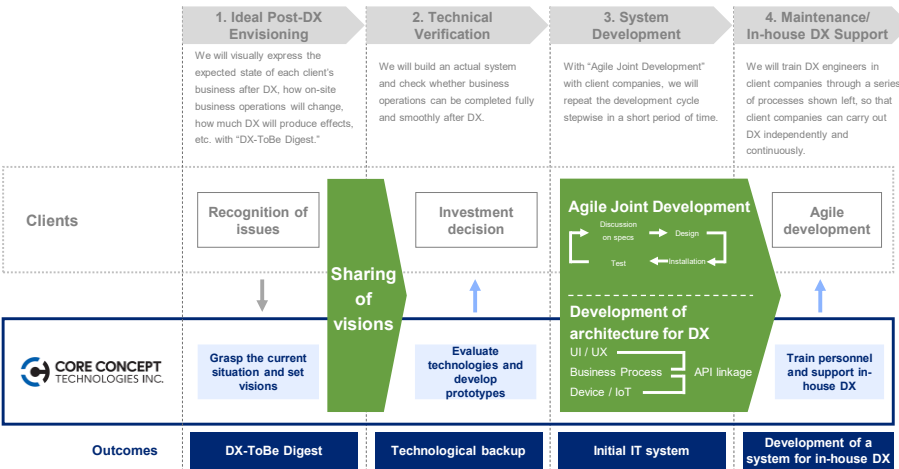 1. Ideal Post-DX
Envisioning
2. Technical
Verification
3. System
Development
4. Maintenance/
In-house DX Support
We will visually express the
expected state of each client's
business after DX, how on-site
business operations will change,
how much DX will produce effects,
etc. with “DX-ToBe Digest.”
We will build an actual system
and check whether business
operations can be completed fully
and smoothly after DX.
With “Agile Joint Development”
with client companies, we will
repeat the development cycle
stepwise in a short period of time.
We will train DX engineers in
client companies through a series
of processes shown left, so that
client companies can carry out
DX independently and
continuously.
Clients
Recognition of
issues
Sharing
of
visions
Investment
decision
Agile Joint Development
Discussion
on specs
Design
Test
Installation
Agile
development
CORE CONCEPT
TECHNOLOGIES INC.
Grasp the current
situation and set
visions
Evaluate
technologies and
develop
prototypes
Development of
architecture for DX
UI / UX
Business Process
API linkage
Device / IoT
Train personnel
and support in-
house DX
Outcomes
DX-ToBe Digest
Technological backup
Initial IT system
Development of a
system for in-house DX